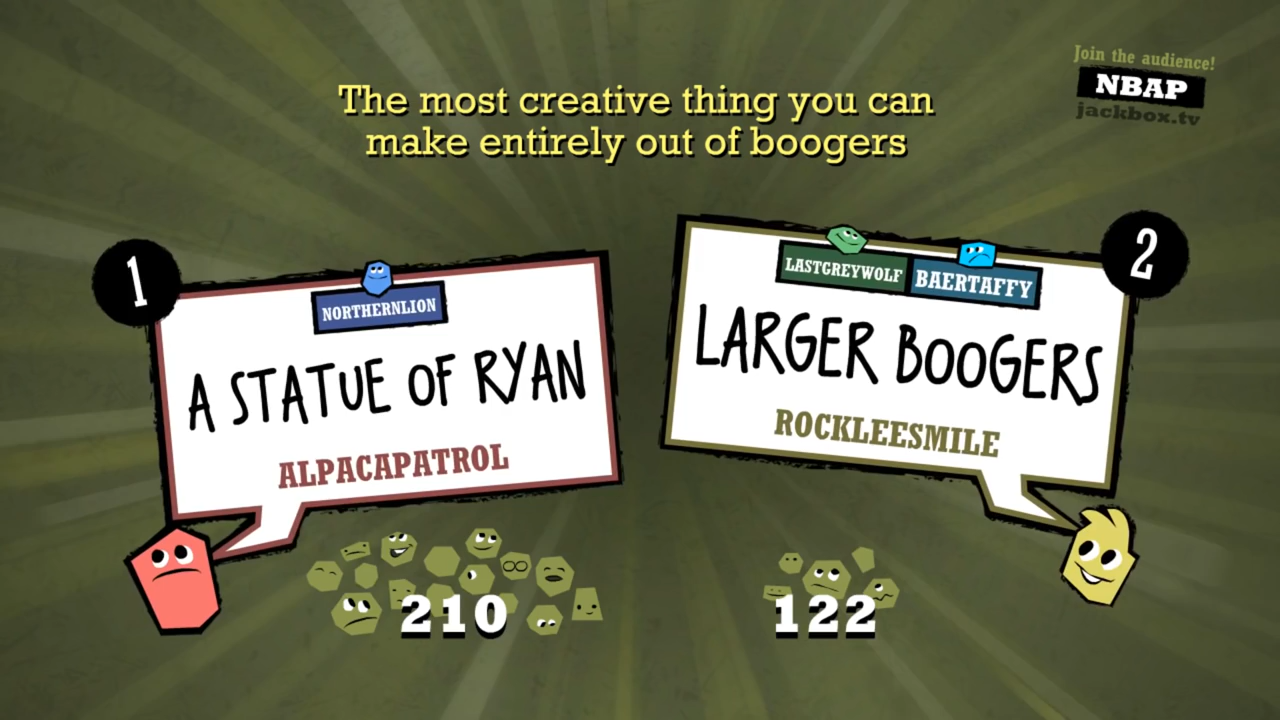 Join the audience!
NBAP
jackbox.tv
The most creative thing you can
make entirely out of boogers
1
NORTHERNLION
A STATUE OF RYAN
ALPACAPATROL
210
2
LASTGREYWOLF BAERTAFFY
LARGER BOOGERS
ROCKLEESMILE
122